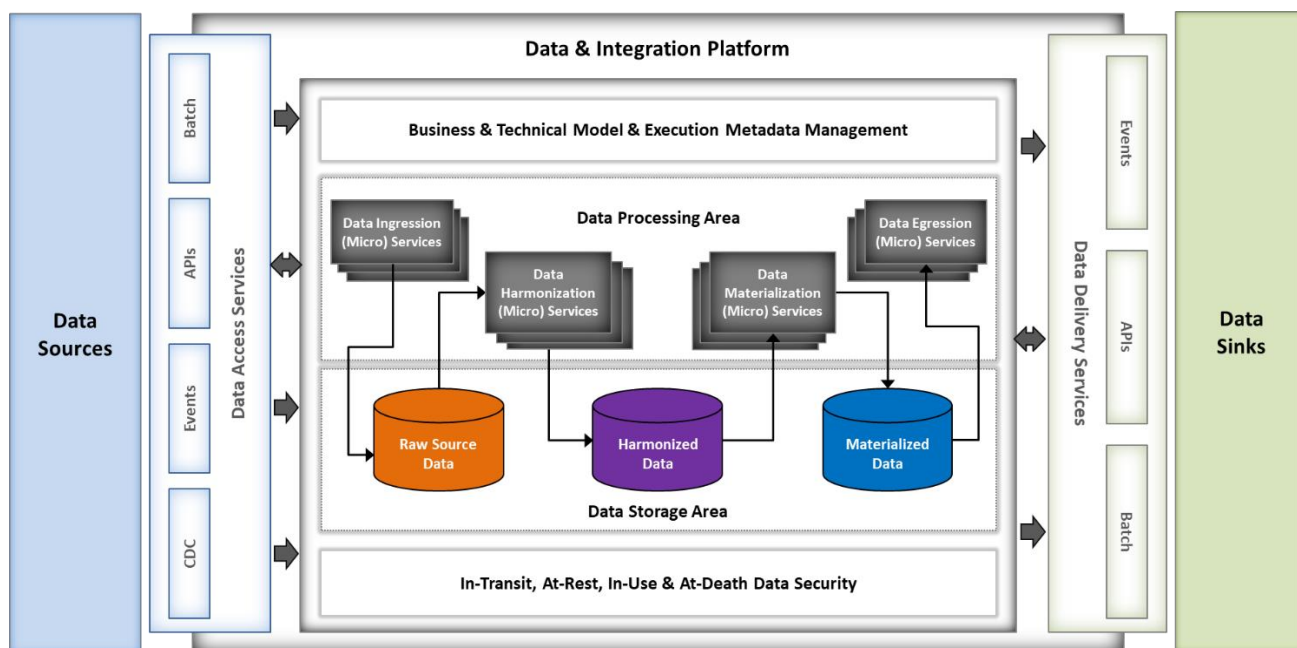 Data & Integration Platform
Data
Sources
Data Access Services
Batch
APIs
Events
CDC
Business & Technical Model & Execution Metadata Management
Data Processing Area
Data Ingression
(Micro) Services
Data
Harmonization
(Micro) Services
Data
Materialization
(Micro) Services
Data Egression
(Micro) Services
Raw Source
Data
Harmonized
Data
Materialized
Data
Data Storage Area
In-Transit, At-Rest, In-Use & At-Death Data Security
Data Delivery Services
Events
APIs
Batch
Data
Sinks